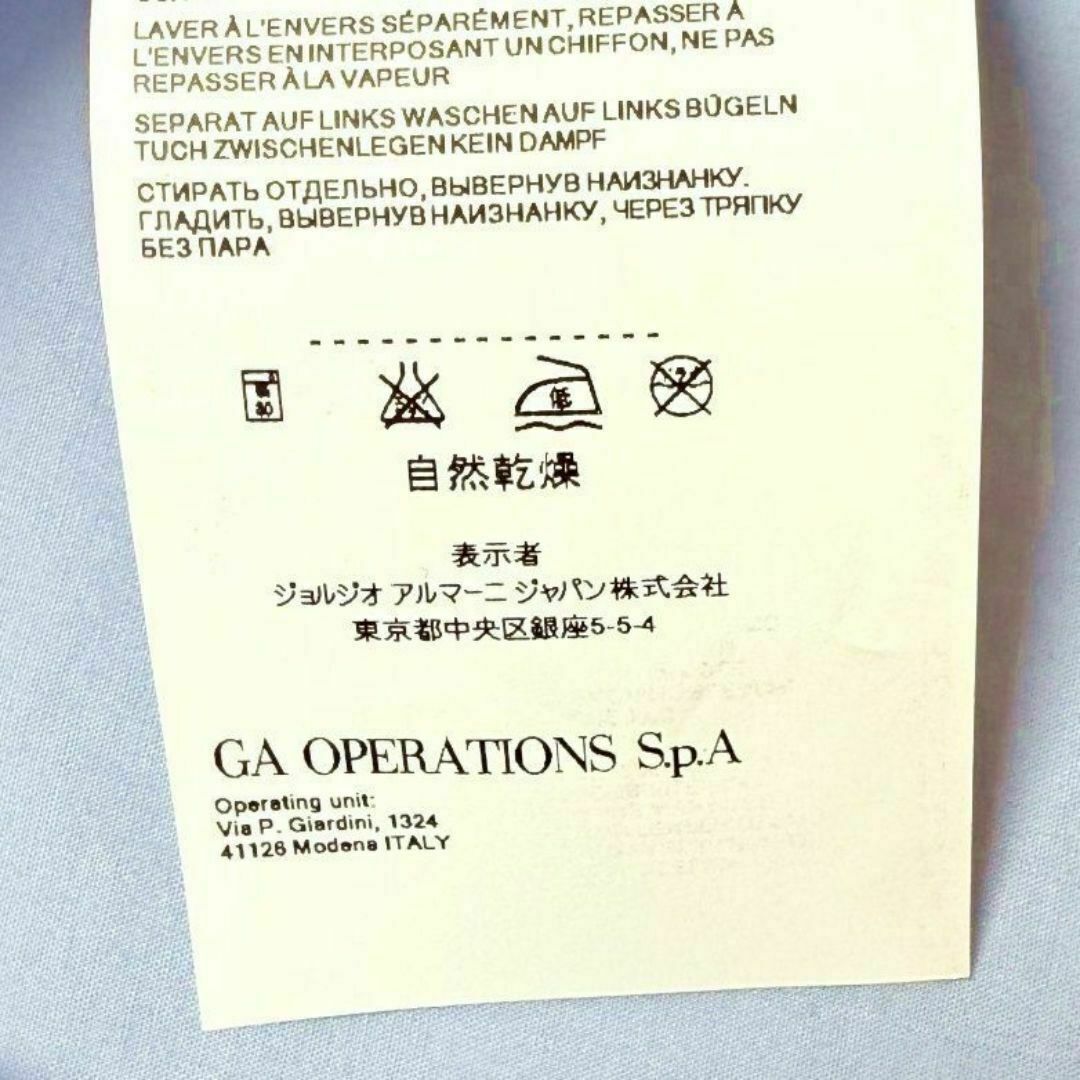 LAVER À L'ENVERS SÉPARÉMENT, REPASSER À
L'ENVERS EN INTERPOSANT UN CHIFFON, NE PAS
REPASSER À LA VAPEUR
SEPARAT AUF LINKS WASCHEN AUF LINKS BÜGELN
TUCH ZWISCHENLEGEN KEIN DAMPF
СТИРАТЬ ОТДЕЛЬНО, ВЫВЕРНУВ НАИЗНАНКУ.
ГЛАДИТЬ, ВЫВЕРНУВ НАИЗНАНКУ, ЧЕРЕЗ ТРЯПКУ
БЕЗ ПАРА
低
自然乾燥
表示者
ジョルジオ アルマーニ ジャパン株式会社
東京都中央区銀座5-5-4
GA OPERATIONS S.p.A
Operating unit:
Via P. Giardini, 1324
41126 Modena ITALY